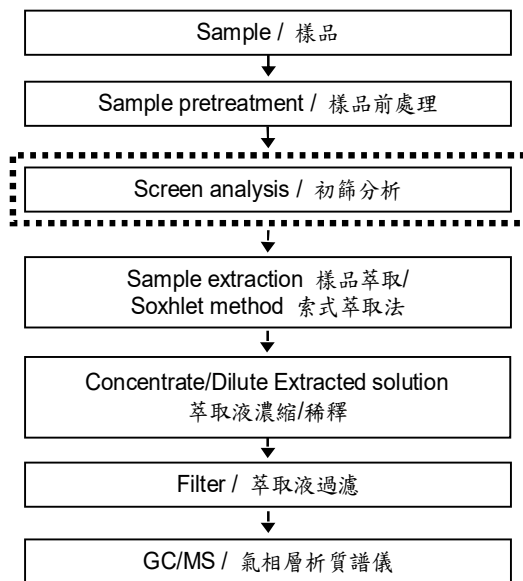 Sample / 樣品
Sample pretreatment / 樣品前處理
Screen analysis / 初篩分析
Sample extraction 樣品萃取/
Soxhlet method 索式萃取法
Concentrate/Dilute Extracted solution
萃取液濃縮/稀釋
Filter / 萃取液過濾
GC/MS / 氣相層析質譜儀